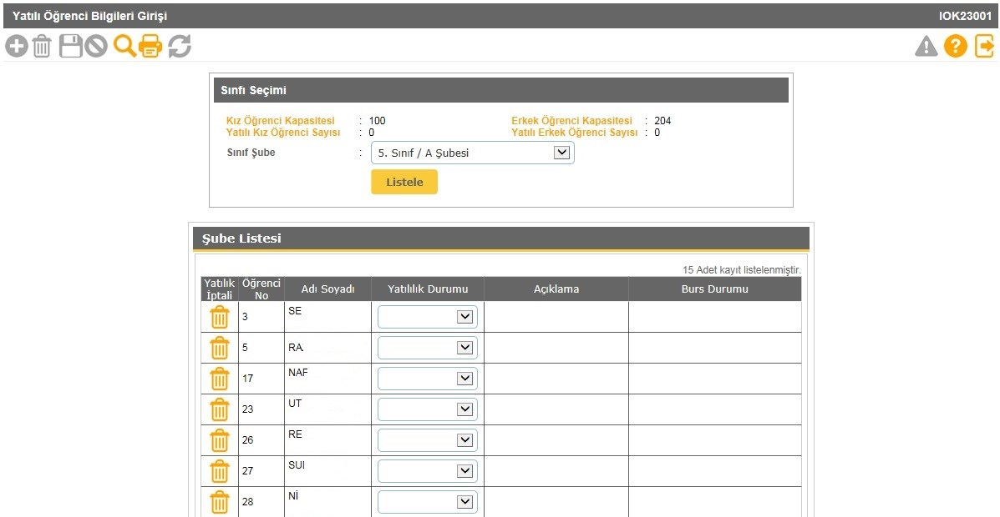 Yatılı Öğrenci Bilgileri Girişi IOK23001
Sınfı Seçimi
Kız Öğrenci Kapasitesi : 100 Erkek Öğrenci Kapasitesi : 204
Yatılı Kız Öğrenci Sayısı : 0 Yatılı Erkek Öğrenci Sayısı : 0
Sınıf Şube : 5. Sınıf / A Şubesi
Listele
Şube Listesi
15 Adet kayıt listelenmiştir.
Yatılık İptali Öğrenci No Adı Soyadı Yatılılık Durumu Açıklama Burs Durumu
3 SE
5 RA
17 NAF
23 UT
26 RE
27 SUI
28 Nİ